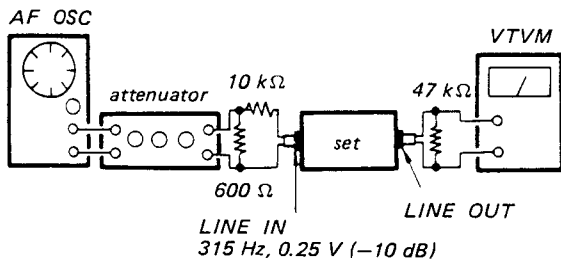 AF OSC
VTVM
attenuator
10 kΩ
47 kΩ
set
600 Ω
LINE IN
315 Hz, 0.25 V (−10 dB)
LINE OUT